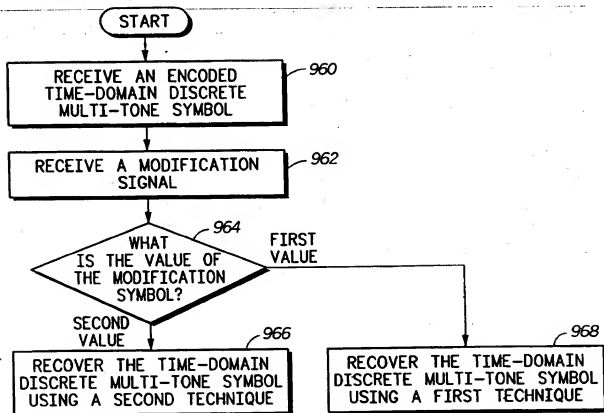 START
RECEIVE AN ENCODED
TIME-DOMAIN DISCRETE
MULTI-TONE SYMBOL
960
RECEIVE A MODIFICATION
SIGNAL
962
WHAT
IS THE VALUE OF
THE MODIFICATION
SYMBOL?
964
FIRST
VALUE
SECOND
VALUE
966
RECOVER THE TIME-DOMAIN
DISCRETE MULTI-TONE SYMBOL
USING A SECOND TECHNIQUE
968
RECOVER THE TIME-DOMAIN
DISCRETE MULTI-TONE SYMBOL
USING A FIRST TECHNIQUE